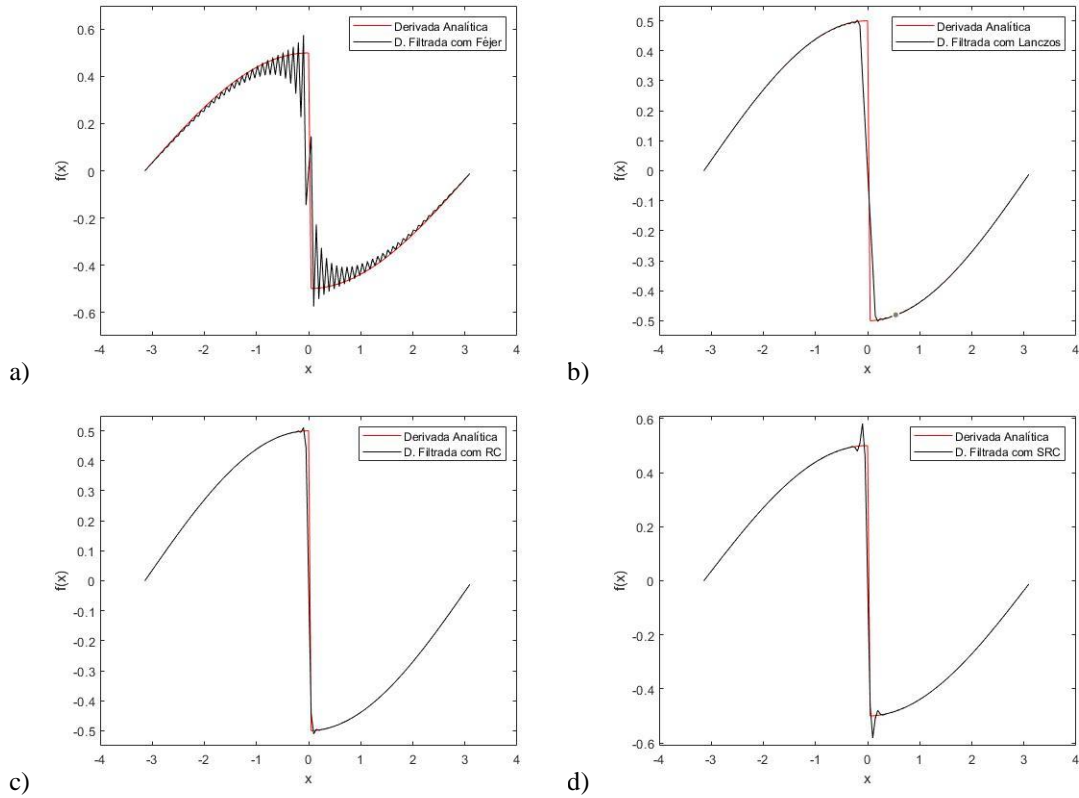 Derivada Analítica
D. Filtrada com Féjer
0.6
0.4
0.2
0
-0.2
-0.4
-0.6
f(x)
-4 -3 -2 -1 0 1 2 3 4
x
a)
Derivada Analítica
D. Filtrada com Lanczos
0.5
0.4
0.3
0.2
0.1
0
-0.1
-0.2
-0.3
-0.4
-0.5
f(x)
-4 -3 -2 -1 0 1 2 3 4
x
b)
Derivada Analítica
D. Filtrada com RC
0.5
0.4
0.3
0.2
0.1
0
-0.1
-0.2
-0.3
-0.4
-0.5
f(x)
-4 -3 -2 -1 0 1 2 3 4
x
c)
Derivada Analítica
D. Filtrada com SRC
0.6
0.4
0.2
0
-0.2
-0.4
-0.6
f(x)
-4 -3 -2 -1 0 1 2 3 4
x
d)